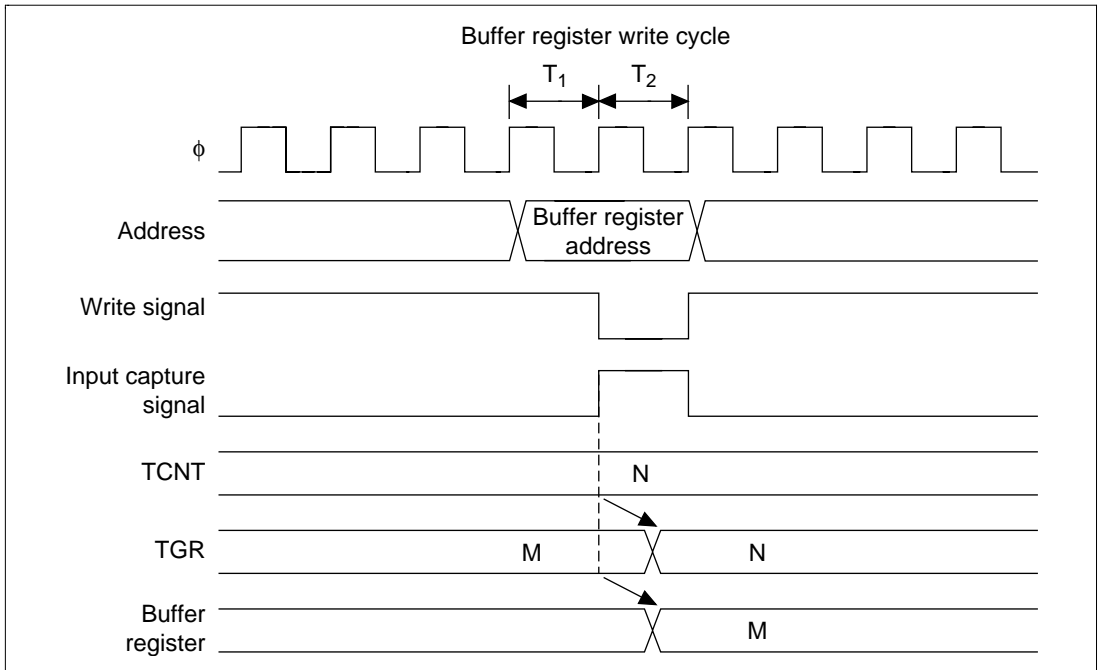 Buffer register write cycle
T1 T2
ϕ
Address
Buffer register
address
Write signal
Input capture
signal
TCNT
N
TGR
M N
Buffer
register
M